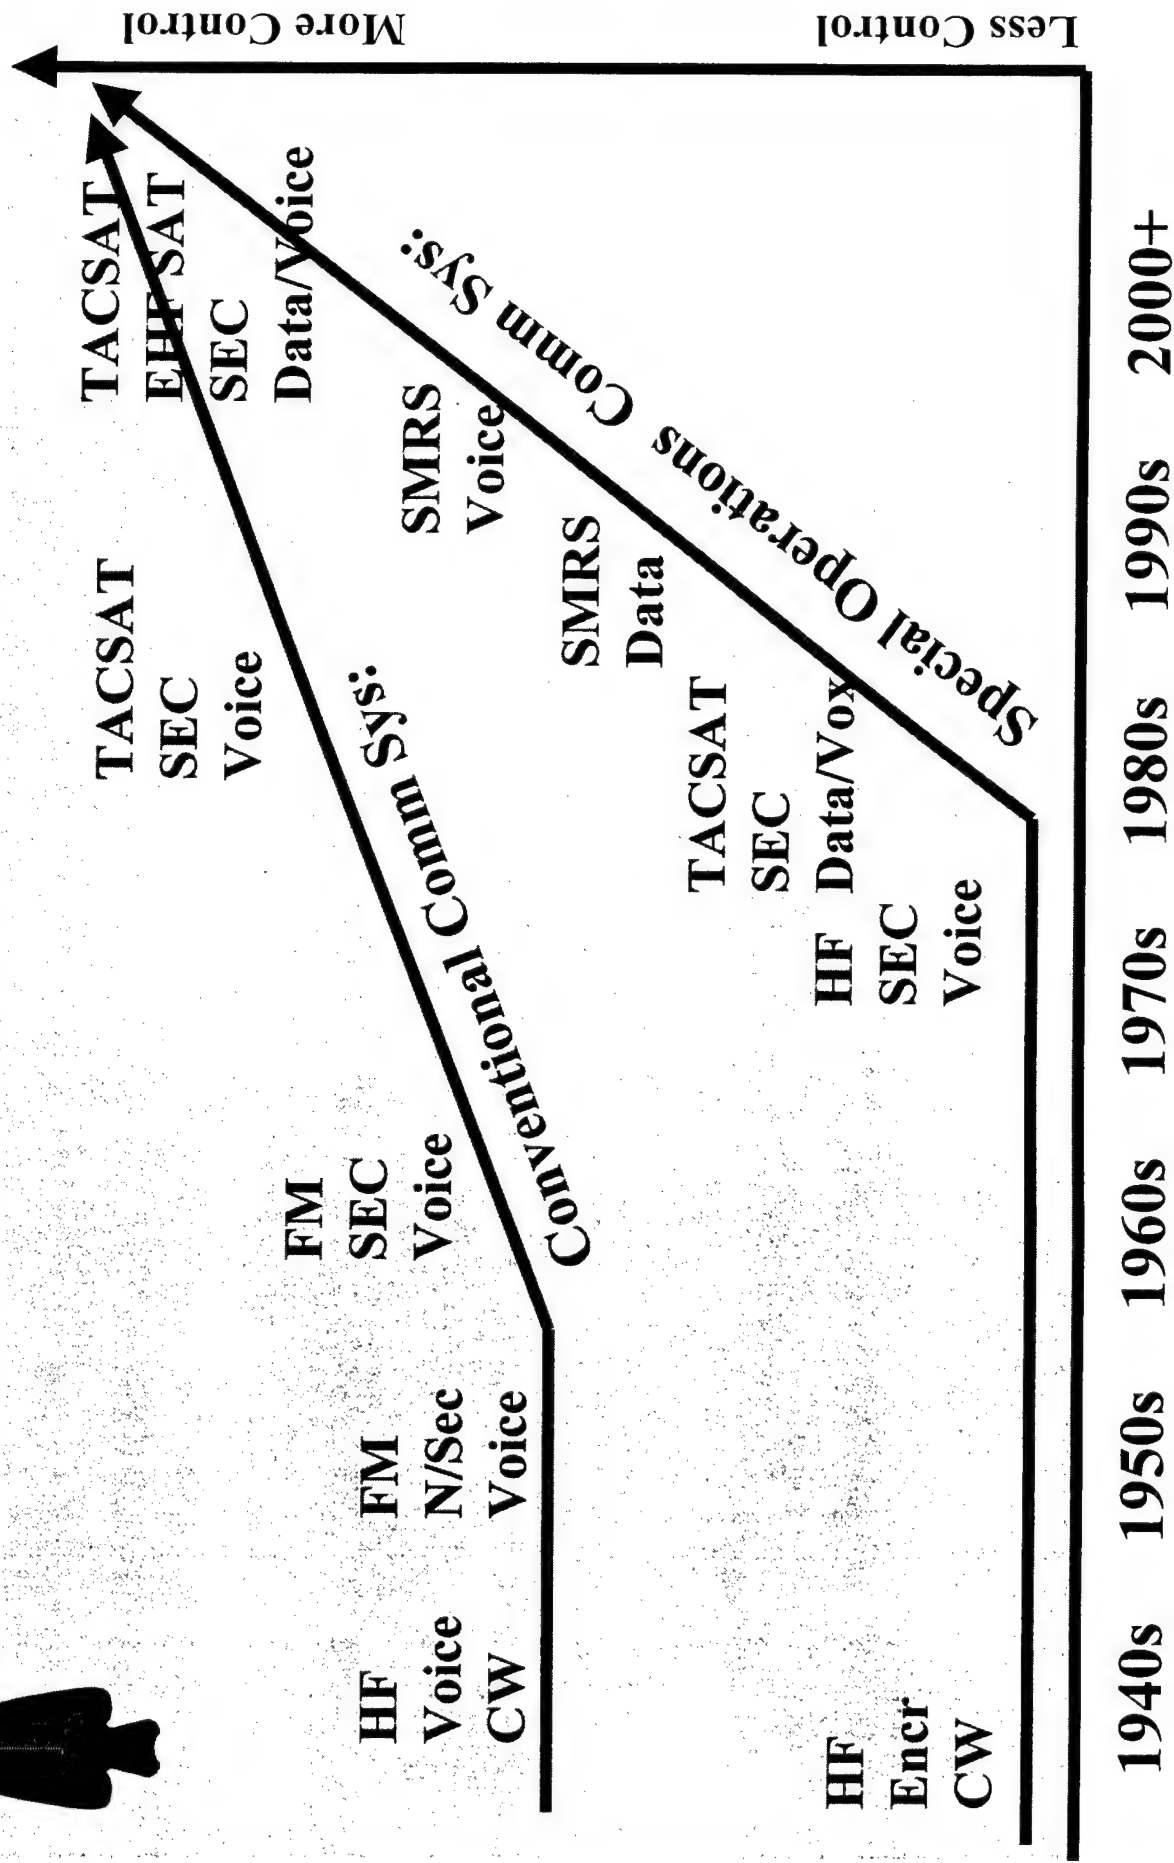 More Control
Less Control
TACSAT
EHF SAT
SEC
Data/Voice
TACSAT
SEC
Voice
SMRS
Voice
SMRS
Data
TACSAT
SEC
HF Data/Vox
SEC
Voice
FM
SEC
Voice
HF FM
Voice N/Sec
CW Voice
HF
Encr
CW
Conventional Comm Sys:
Special Operations Comm Sys:
1940s 1950s 1960s 1970s 1980s 1990s 2000+